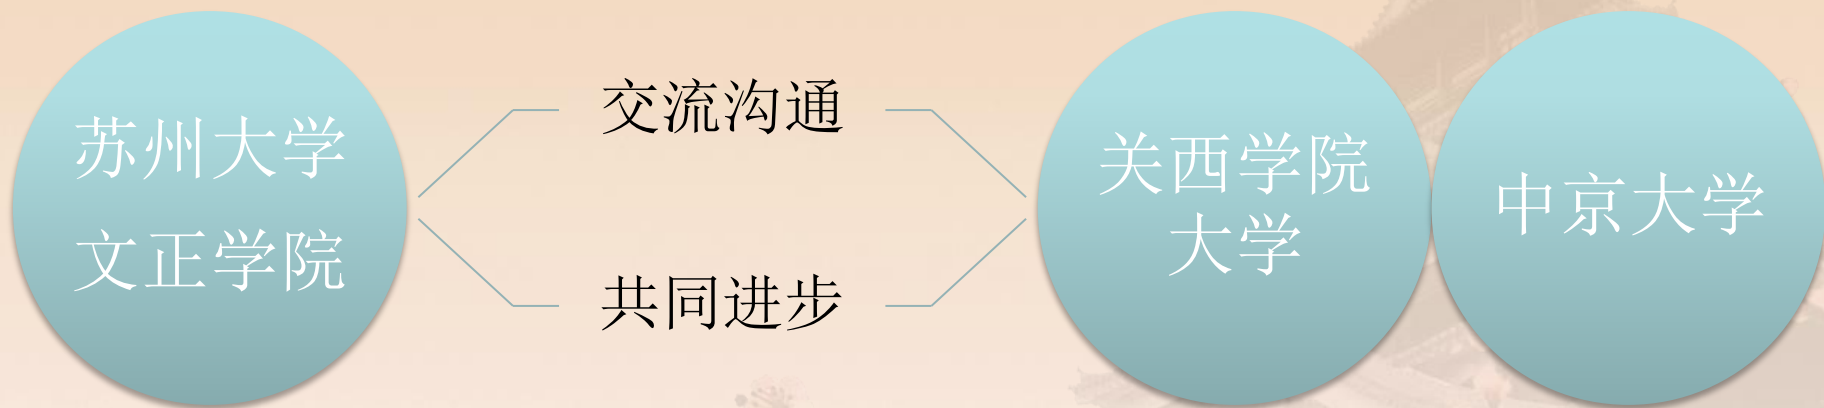 苏州大学
文正学院
交流沟通
共同进步
关西学院
大学
中京大学